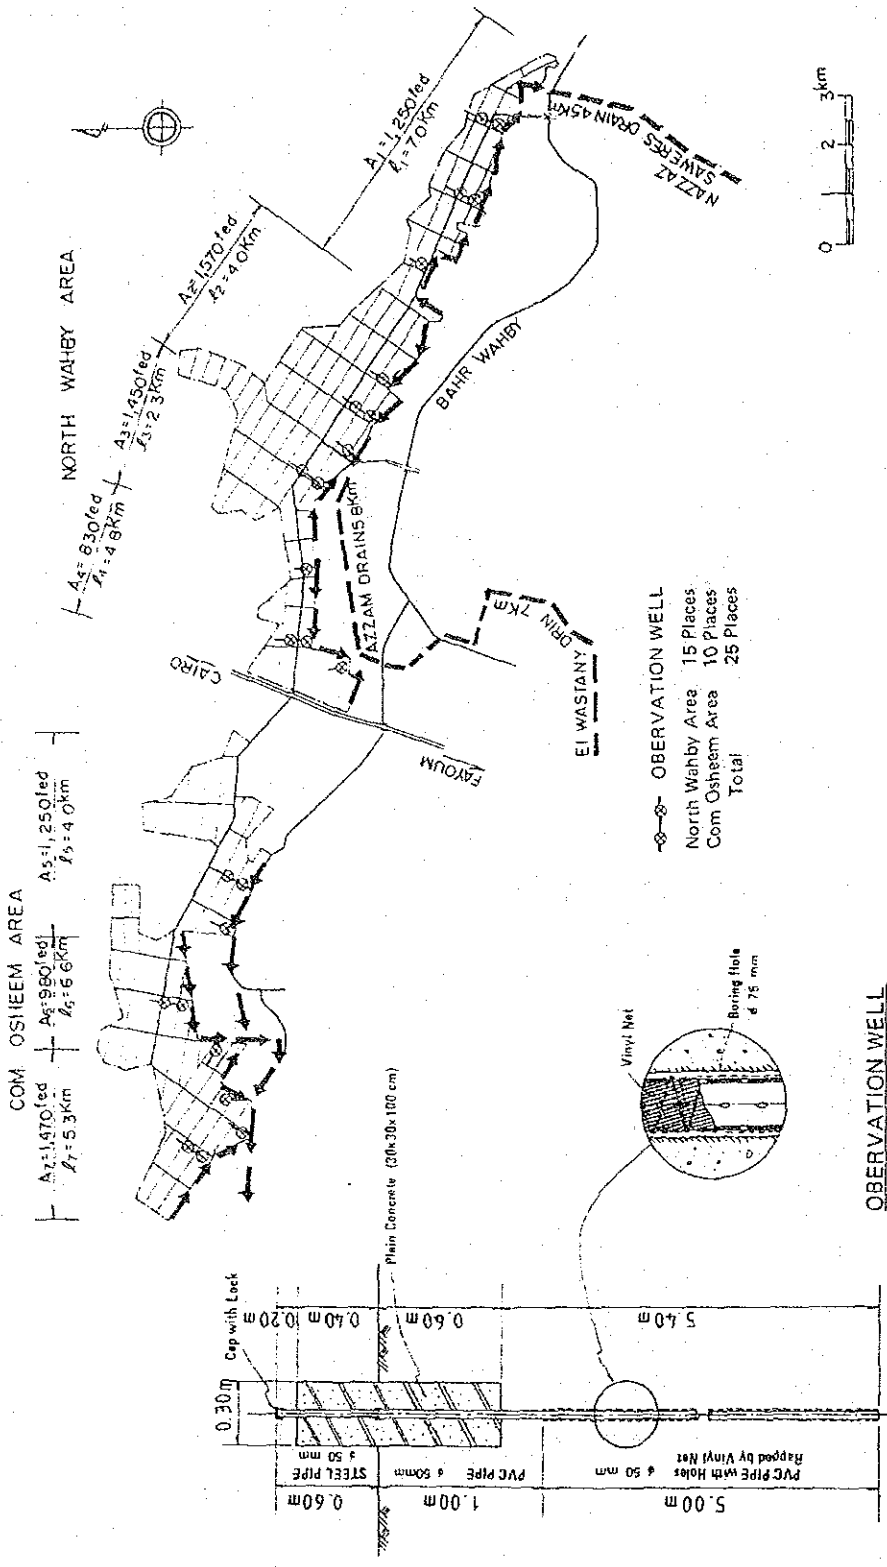 COM OSHEEM AREA
A7=1,470fed
l7=5.3Km
A6=980fed
l6=6.6Km
A5=1,250fed
l5=4.0km
NORTH WAHBY AREA
A4=830fed
l4=4.8Km
A3=1,450fed
l3=2.3Km
A2=1,570fed
l2=4.0Km
A1=1,250fed
l1=7.0Km
CAIRO
FAYOUM
AZZAM DRAIN5.8Km
BAHR WAHBY
NAZZAZ
SAWERES DRAIN 4.5Km
EI WASTANY
DRIN
7Km
OBERVATION WELL
North Wahby Area 15 Places
Com Osheem Area 10 Places
Total 25 Places
0 1 2 3km
Cap with Lock
0.30m
0.20m
0.40m
0.60m
5.40m
Plain Concrete (30x30x100 cm)
STEEL PIPE
ø 50 mm
0.60m
PVC PIPE
ø 50mm
1.00m
PVC PIPE with Holes
Rapped by Vinyl Net
ø 50 mm
5.00m
Vinyl Net
Boring Hole
ø 75 mm
OBERVATION WELL